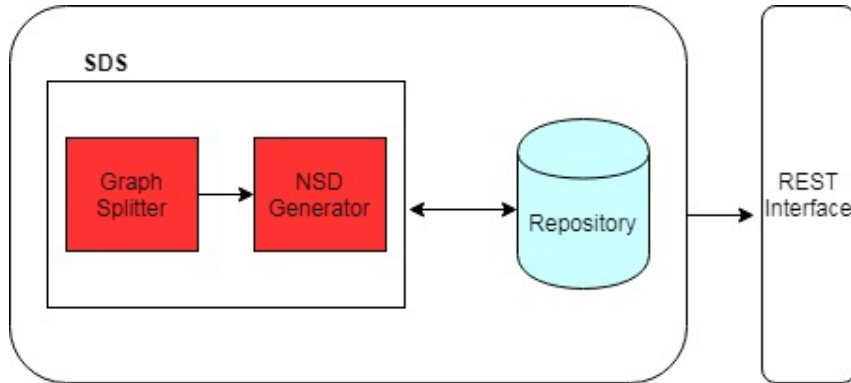 SDS
Graph
Splitter
NSD
Generator
Repository
REST
Interface